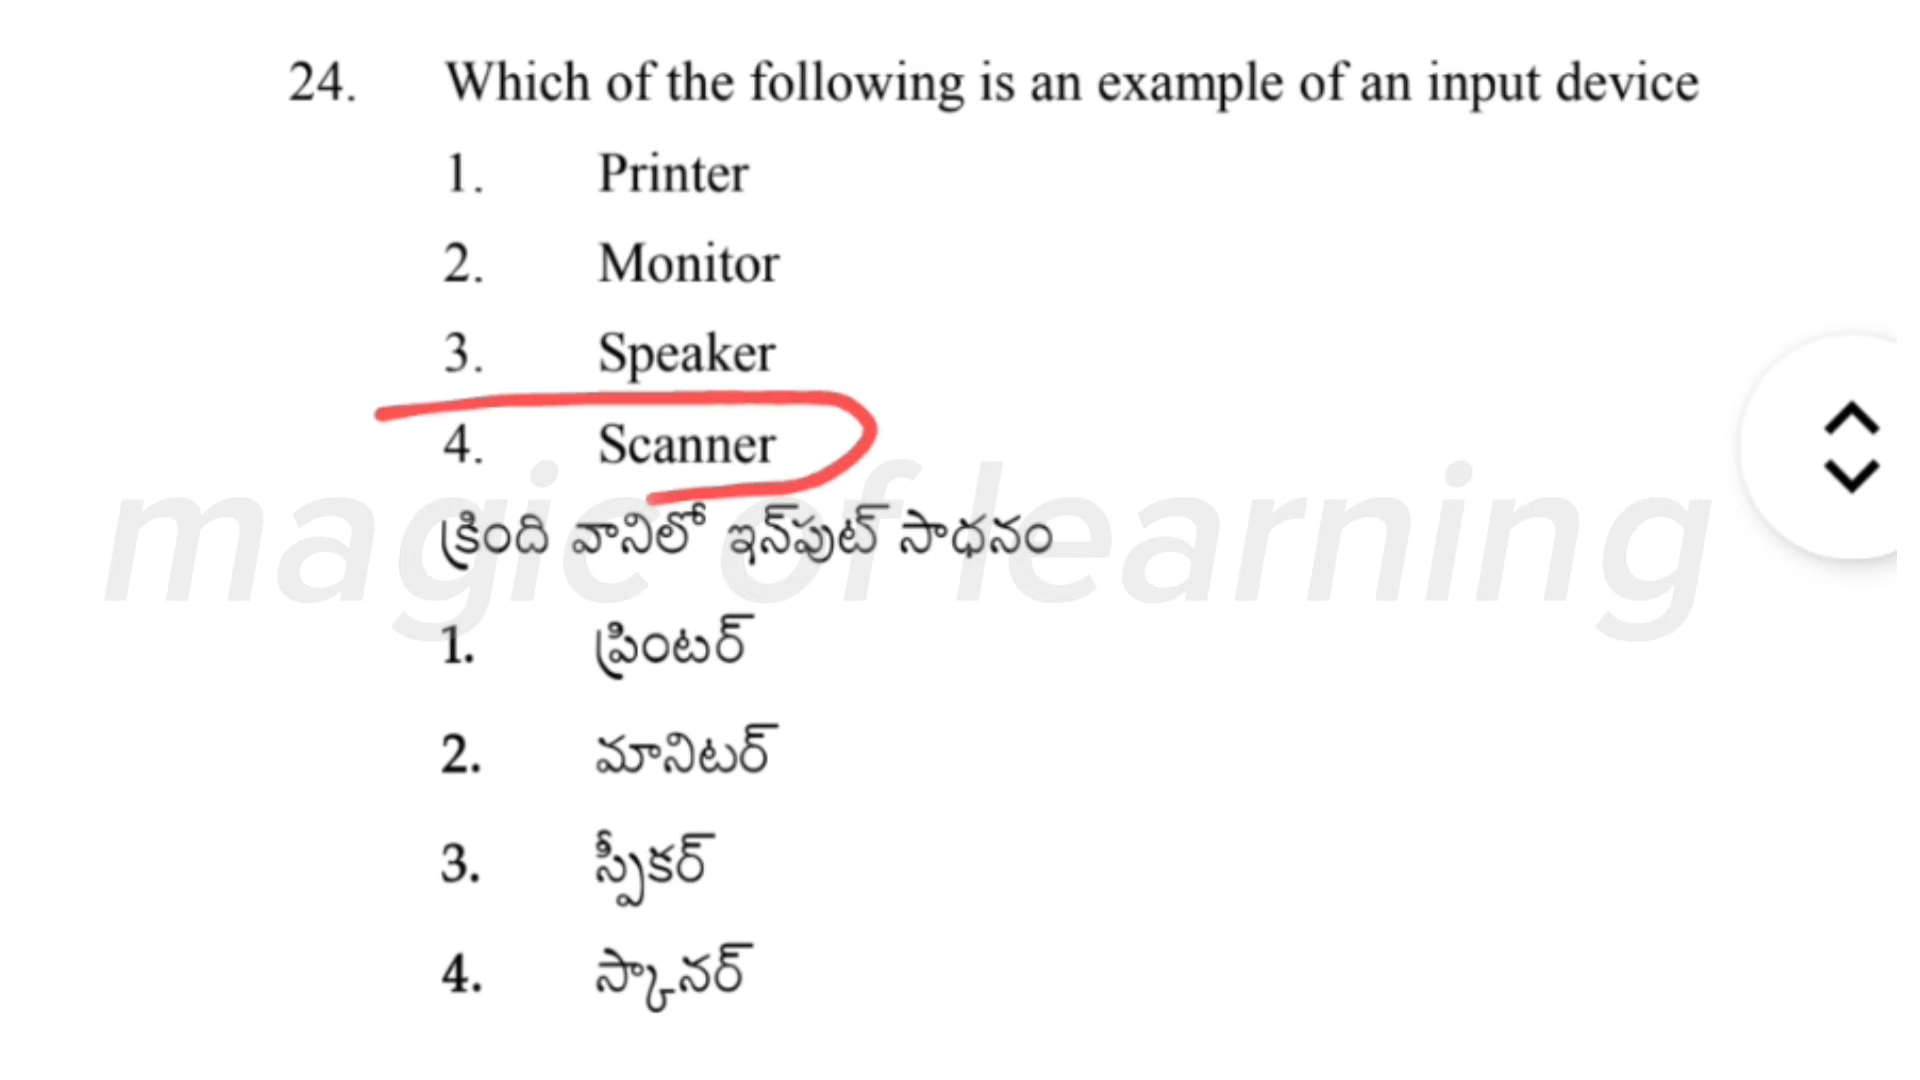 24. Which of the following is an example of an input device
1. Printer
2. Monitor
3. Speaker
4. Scanner
magic of learning
క్రింది వానిలో ఇన్‌పుట్ సాధనం
1. ప్రింటర్
2. మానిటర్
3. స్పీకర్
4. స్కానర్